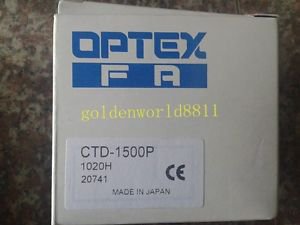 OPTEX
FA
goldenworld8811
CTD-1500P
1020H
20741
CE
MADE IN JAPAN